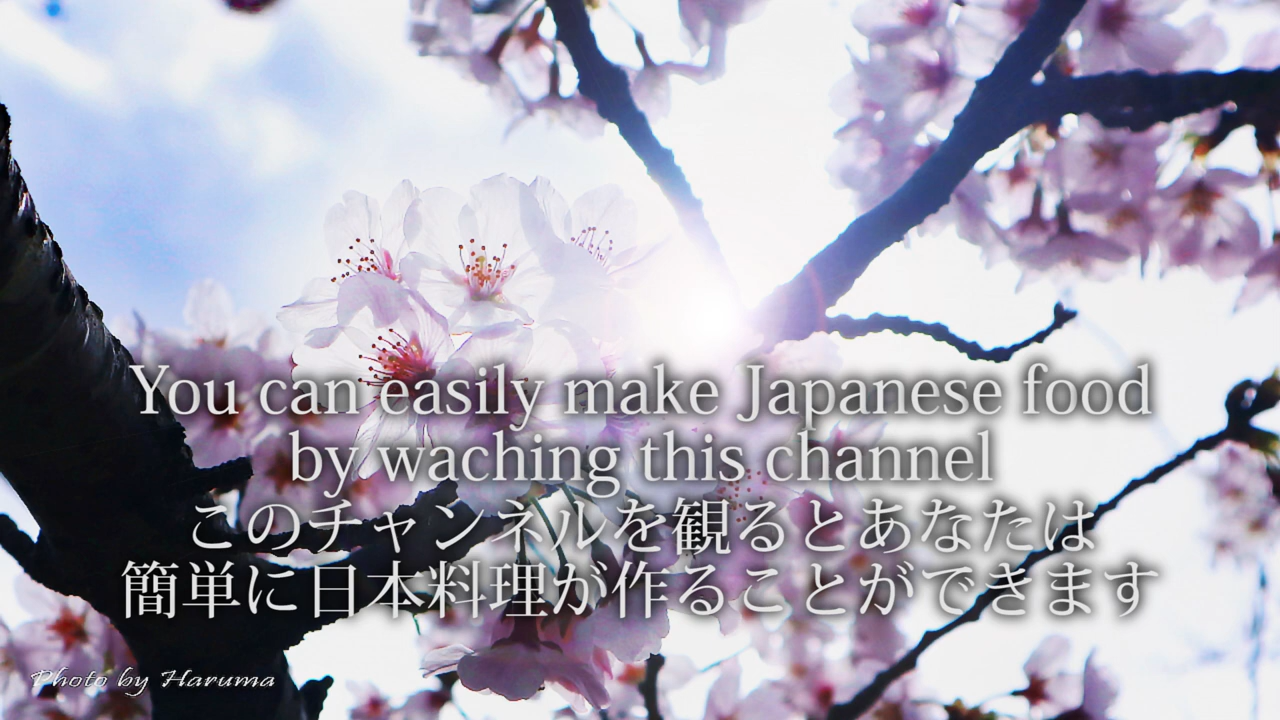 You can easily make Japanese food
by waching this channel
このチャンネルを観るとあなたは
簡単に日本料理が作ることができます
Photo by Haruma